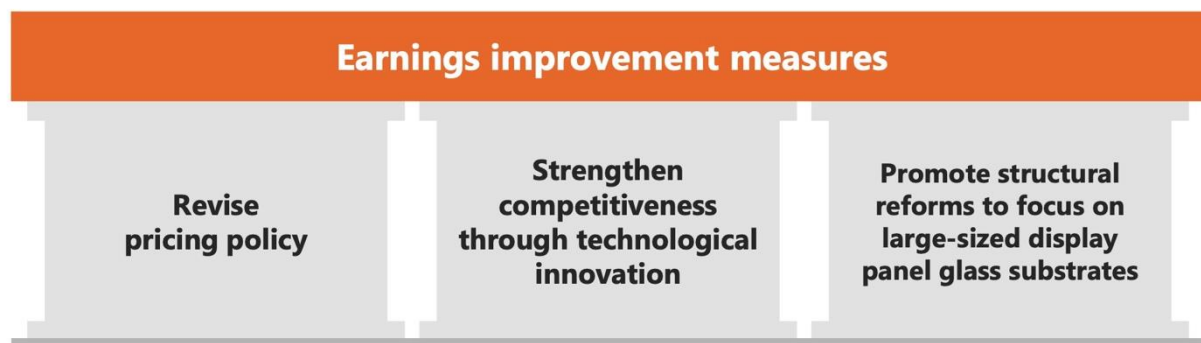 Earnings improvement measures
Revise
pricing policy
Strengthen
competitiveness
through technological
innovation
Promote structural
reforms to focus on
large-sized display
panel glass substrates